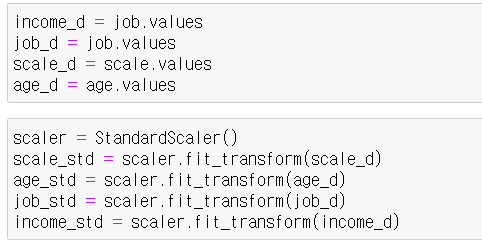 income_d = job.values
job_d = job.values
scale_d = scale.values
age_d = age.values
scaler = StandardScaler()
scale_std = scaler.fit_transform(scale_d)
age_std = scaler.fit_transform(age_d)
job_std = scaler.fit_transform(job_d)
income_std = scaler.fit_transform(income_d)